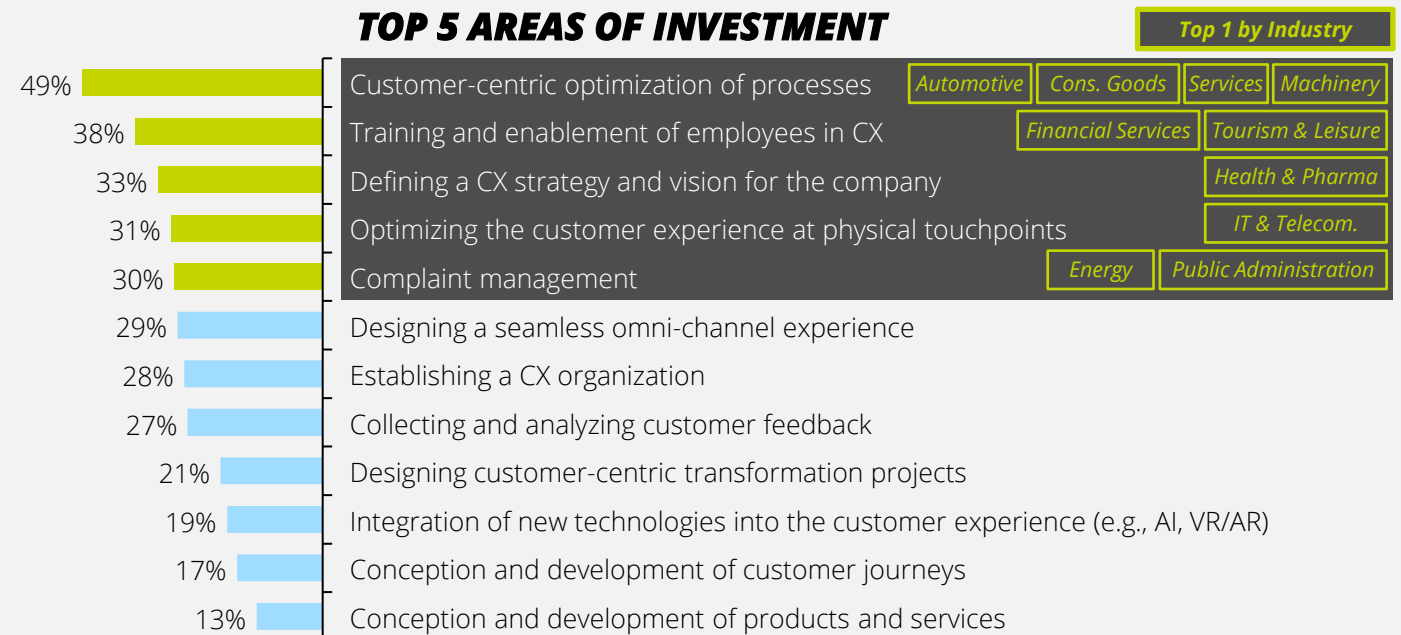 TOP 5 AREAS OF INVESTMENT
Top 1 by Industry
49% Customer-centric optimization of processes Automotive Cons. Goods Services Machinery
38% Training and enablement of employees in CX Financial Services Tourism & Leisure
33% Defining a CX strategy and vision for the company Health & Pharma
31% Optimizing the customer experience at physical touchpoints IT & Telecom.
30% Complaint management Energy Public Administration
29% Designing a seamless omni-channel experience
28% Establishing a CX organization
27% Collecting and analyzing customer feedback
21% Designing customer-centric transformation projects
19% Integration of new technologies into the customer experience (e.g., AI, VR/AR)
17% Conception and development of customer journeys
13% Conception and development of products and services